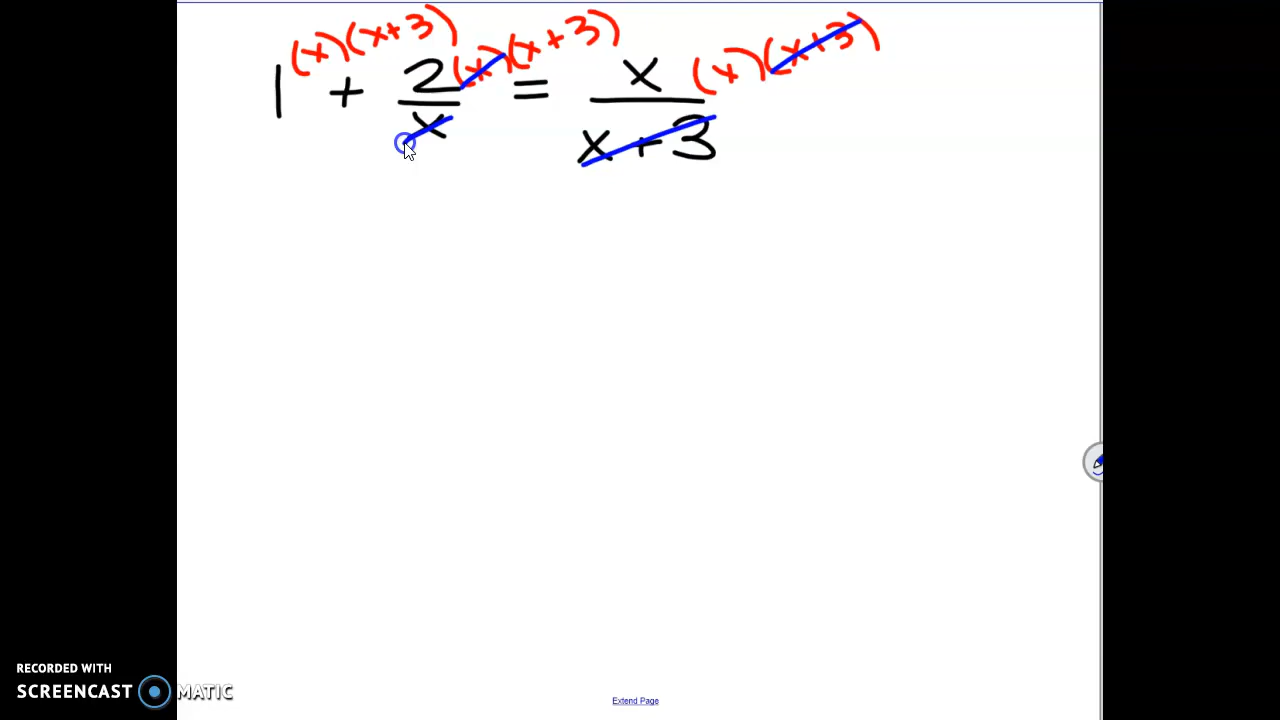 1 (x)(x+3) + 2/x (x)(x+3) = x/(x+3) (x)(x+3)
RECORDED WITH
SCREENCAST MATIC
Extend Page